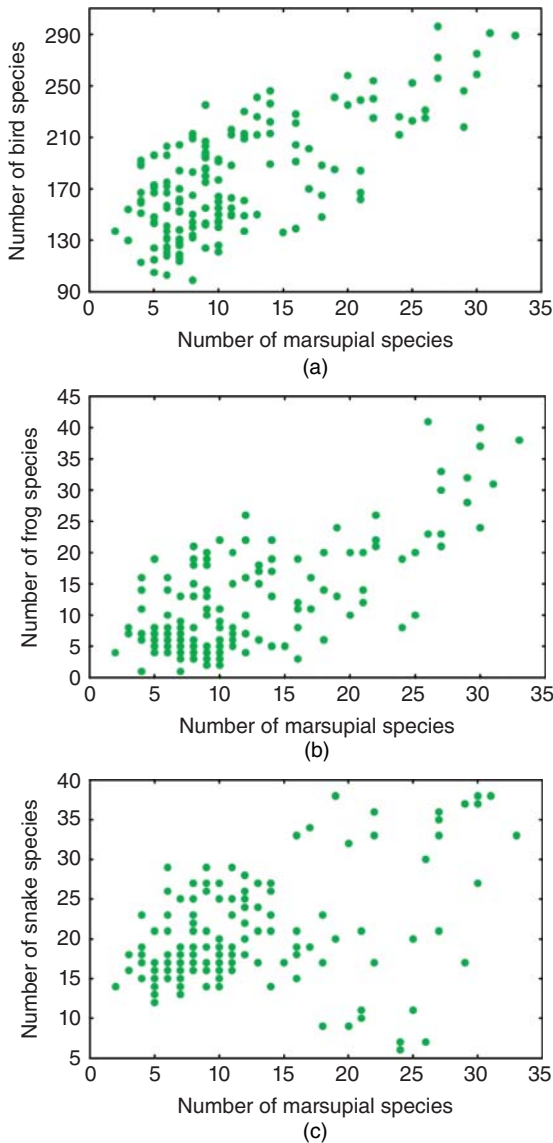 (a)
290
250
210
170
130
90
Number of bird species
0 5 10 15 20 25 30 35
Number of marsupial species
(a)
45
40
35
30
25
20
15
10
5
0
Number of frog species
0 5 10 15 20 25 30 35
Number of marsupial species
(b)
40
35
30
25
20
15
10
5
Number of snake species
0 5 10 15 20 25 30 35
Number of marsupial species
(c)